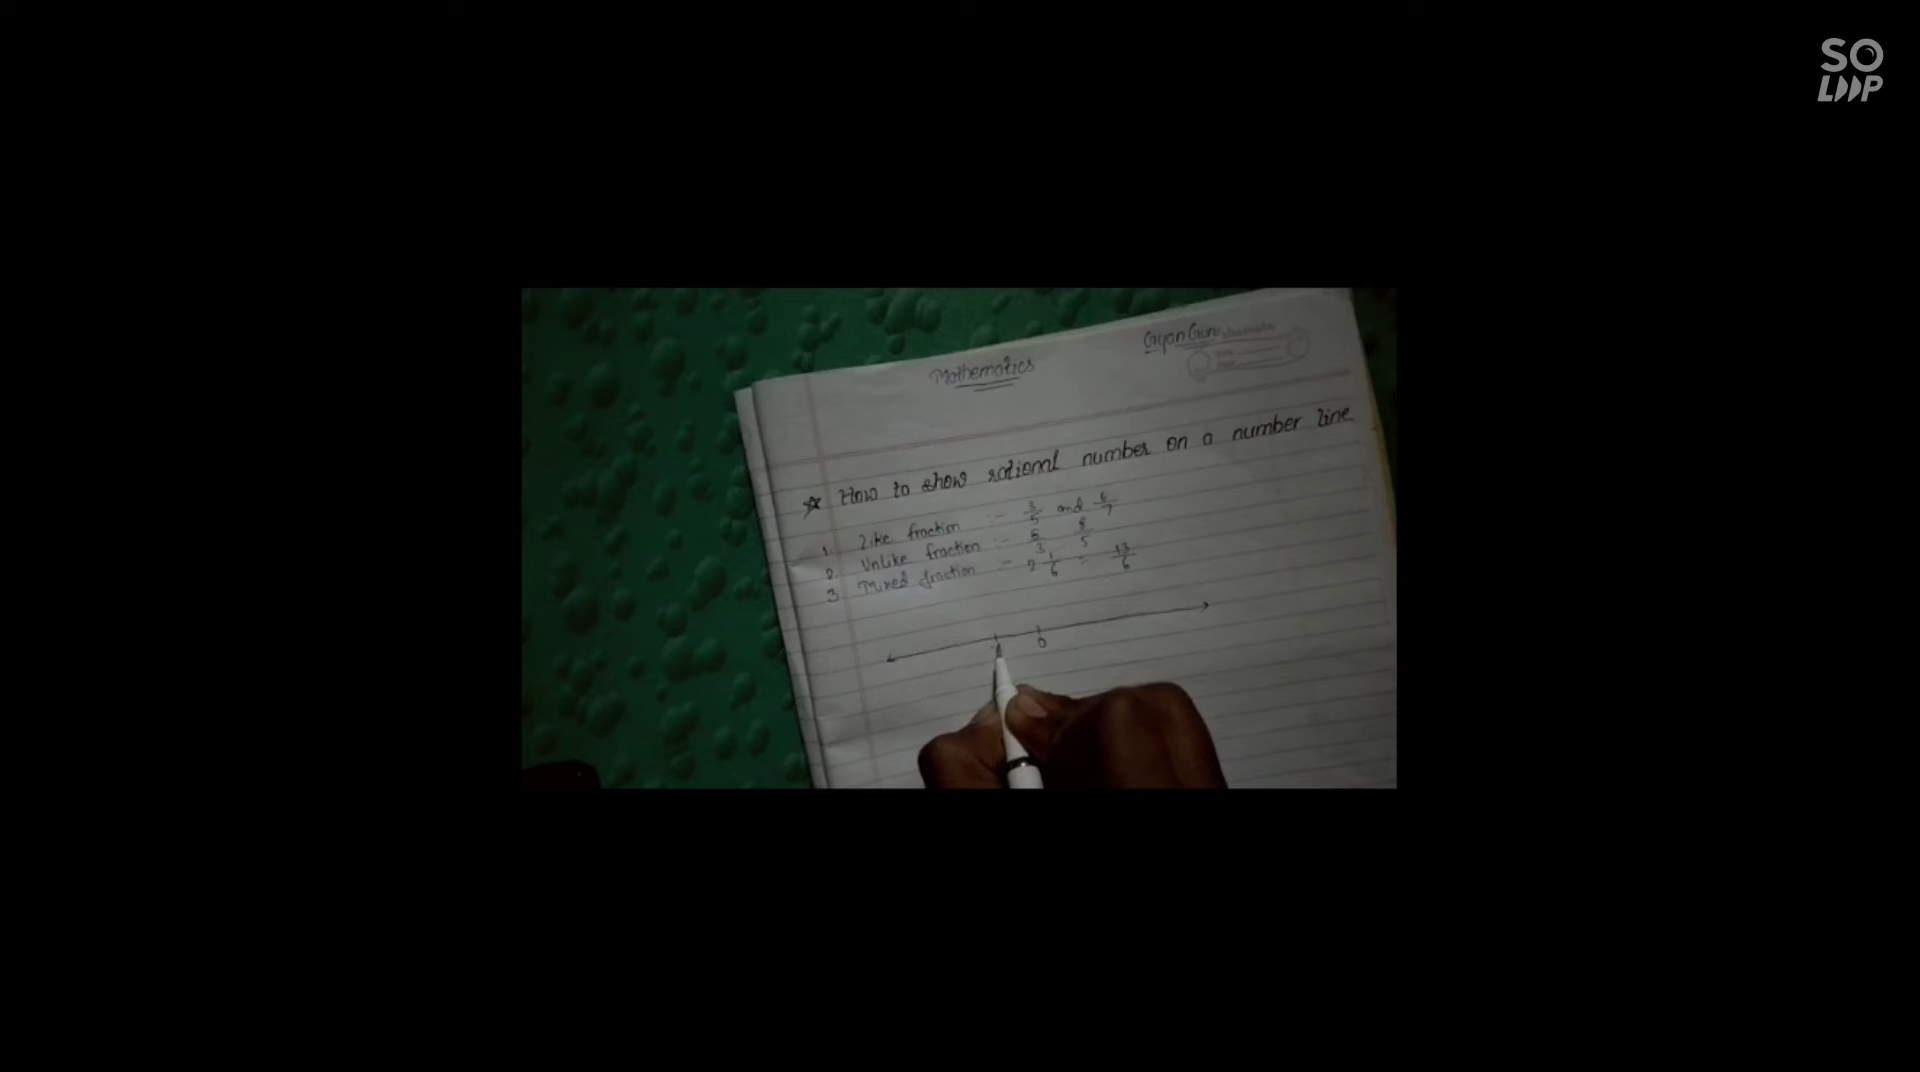 SO
LOOP
Mathematics
Gyan Guru
☆ How to show rational number on a number line
1. Like fraction :- 3/5 and 6/7
2. Unlike fraction :- 5/3 8/5
3 Mixed fraction - 2 1/6 = 13/6
0